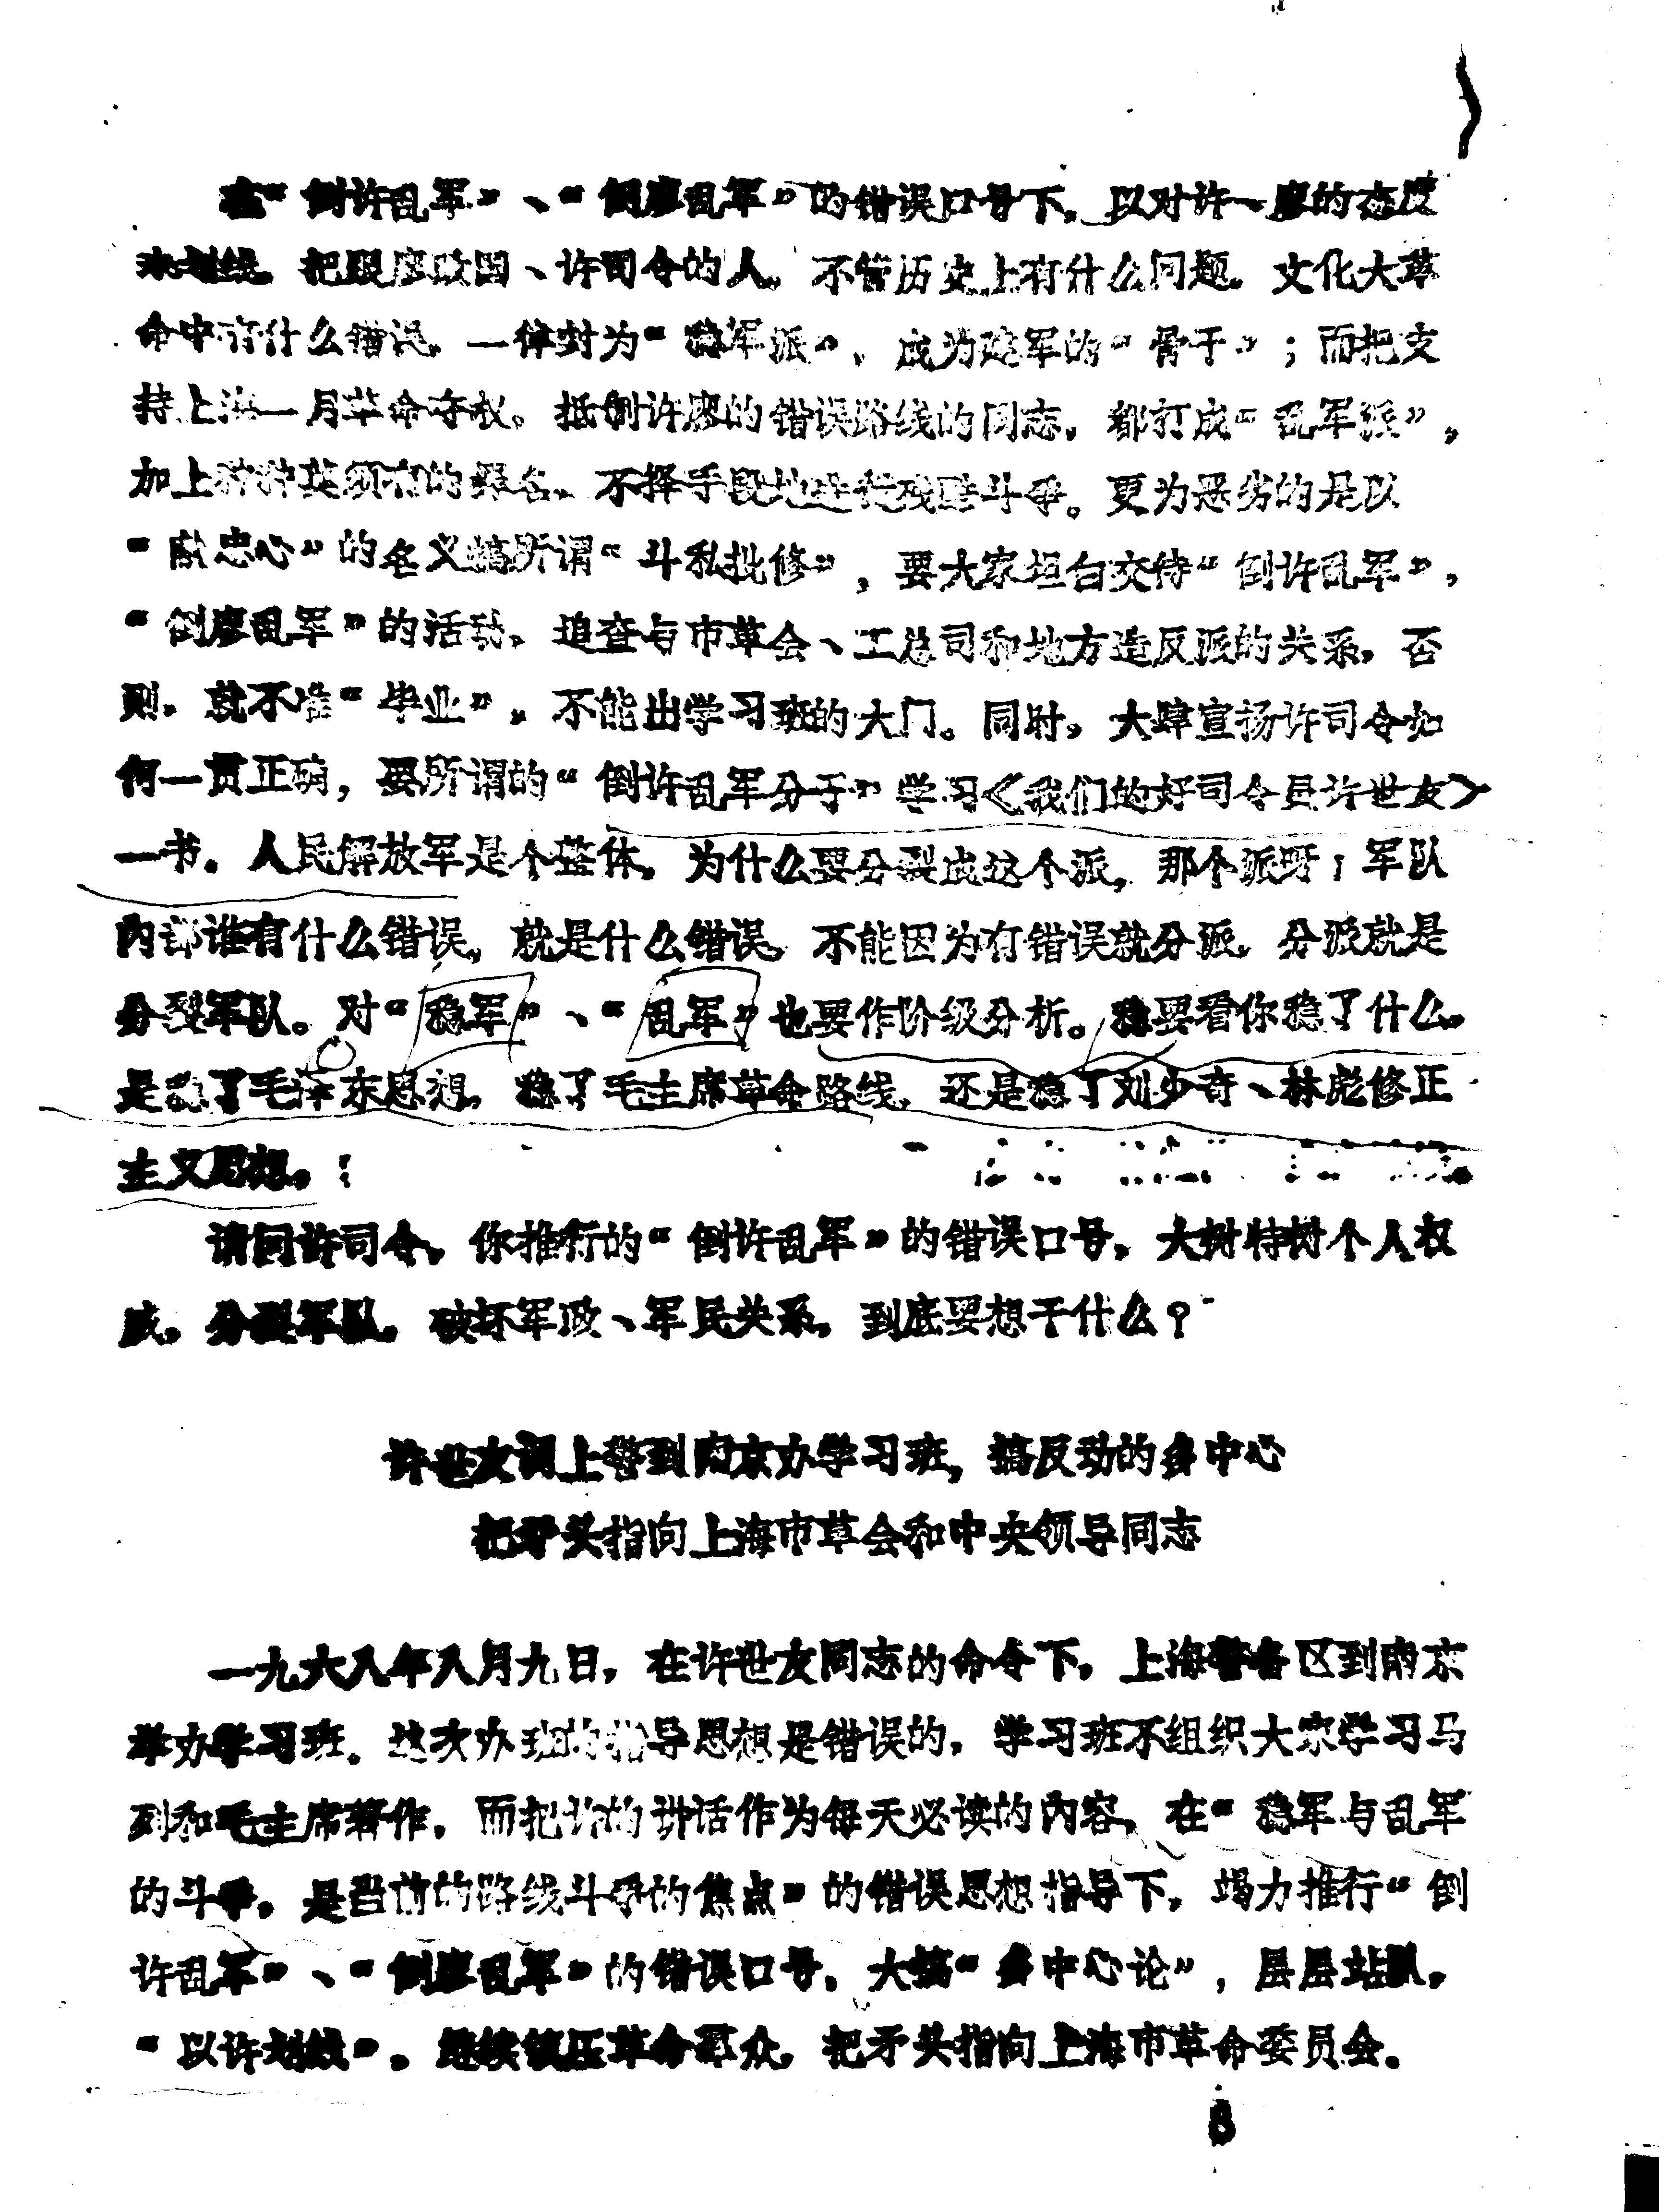 在“倒许乱军”、“倒廖乱军”的错误口号下，以对许、廖的态度
来划线，把跟廖政国、许司令的人，不管历史上有什么问题，文化大革
命中有什么错误，一律封为“稳军派”，成为建军的“骨干”；而把支
持上海一月革命夺权，抵制许廖的错误路线的同志，都打成“乱军派”，
加上种种莫须有的罪名，不择手段地进行残酷斗争。更为恶劣的是以
“献忠心”的名义搞所谓“斗私批修”，要大家坦白交待“倒许乱军”，
“倒廖乱军”的活动，追查与市革会、工总司和地方造反派的关系，否
则，就不准“毕业”，不能出学习班的大门。同时，大肆宣扬许司令如
何一贯正确，要所谓的“倒许乱军分子”学习《我们的好司令员许世友》
一书。人民解放军是个整体，为什么要分裂成这个派，那个派呀；军队
内部谁有什么错误，就是什么错误，不能因为有错误就分派，分派就是
分裂军队。对“稳军”、“乱军”也要作阶级分析。稳要看你稳了什么，
是稳了毛泽东思想，稳了毛主席革命路线，还是稳了刘少奇、林彪修正
主义思想。
请问许司令，你推行的“倒许乱军”的错误口号，大树特树个人权
威，分裂军队，破坏军政、军民关系，到底要想干什么？
许世友调上警到南京办学习班，搞反动的多中心
把矛头指向上海市革会和中央领导同志
一九六八年八月九日，在许世友同志的命令下，上海警备区到南京
举办学习班。这次办班的指导思想是错误的，学习班不组织大家学习马
列和毛主席著作，而把许的讲话作为每天必读的内容，在“稳军与乱军
的斗争，是当前的路线斗争的焦点”的错误思想指导下，竭力推行“倒
许乱军”、“倒廖乱军”的错误口号，大搞“多中心论”，层层站队，
“以许划线”。继续镇压革命群众，把矛头指向上海市革命委员会。
8